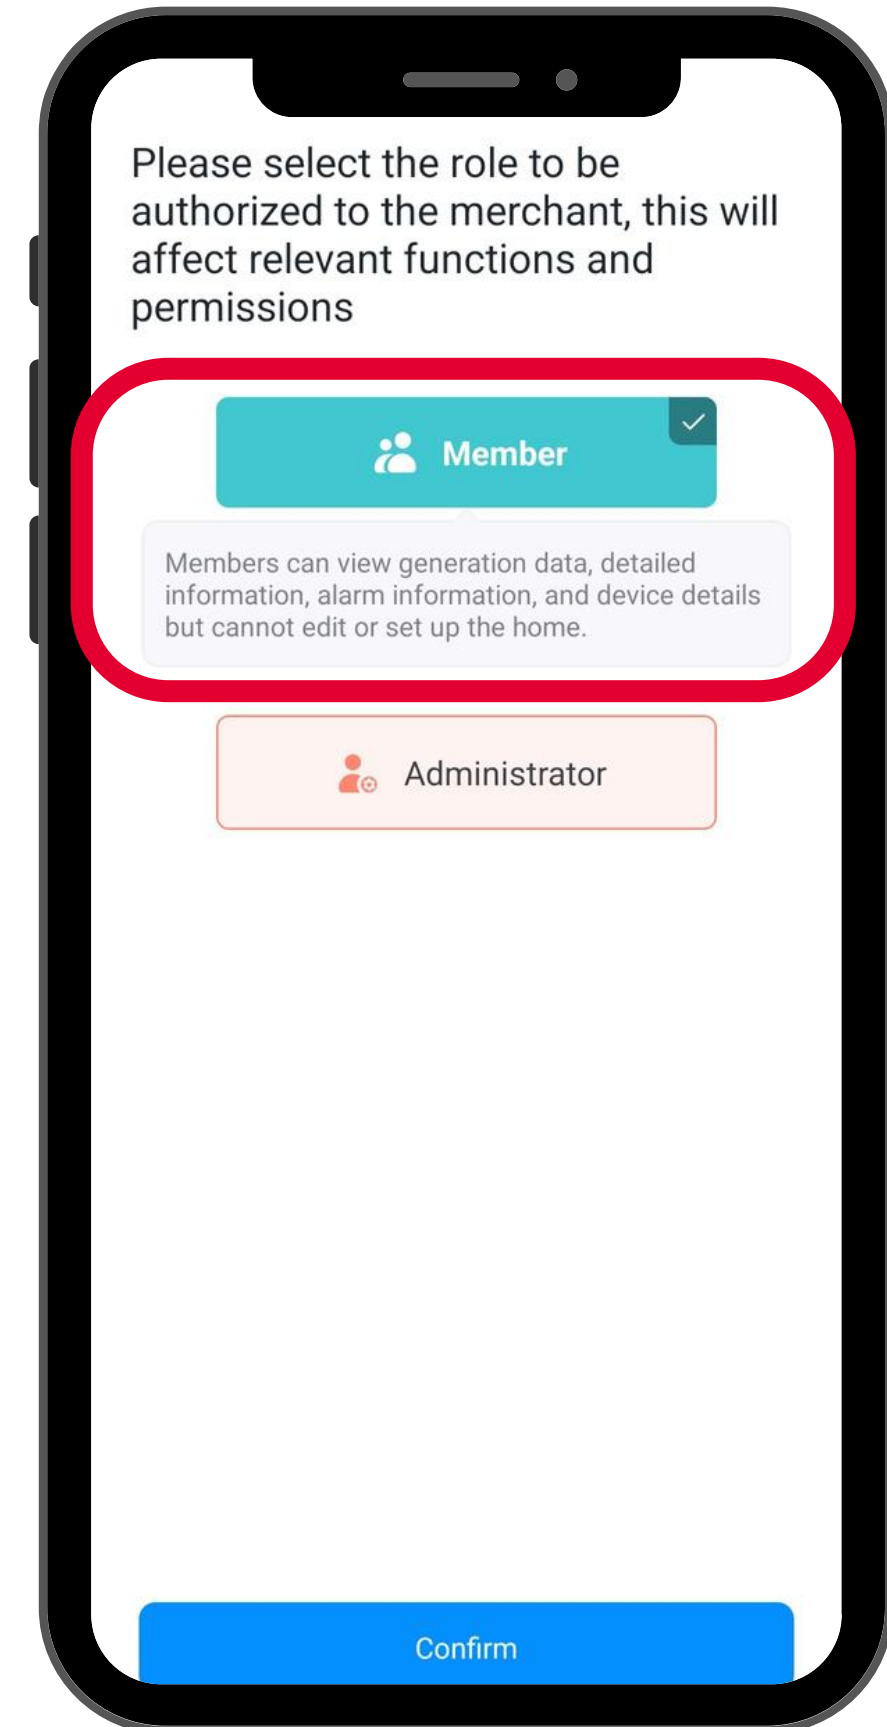 Please select the role to be
authorized to the merchant, this will
affect relevant functions and
permissions
Member
Members can view generation data, detailed
information, alarm information, and device details
but cannot edit or set up the home.
Administrator
Confirm